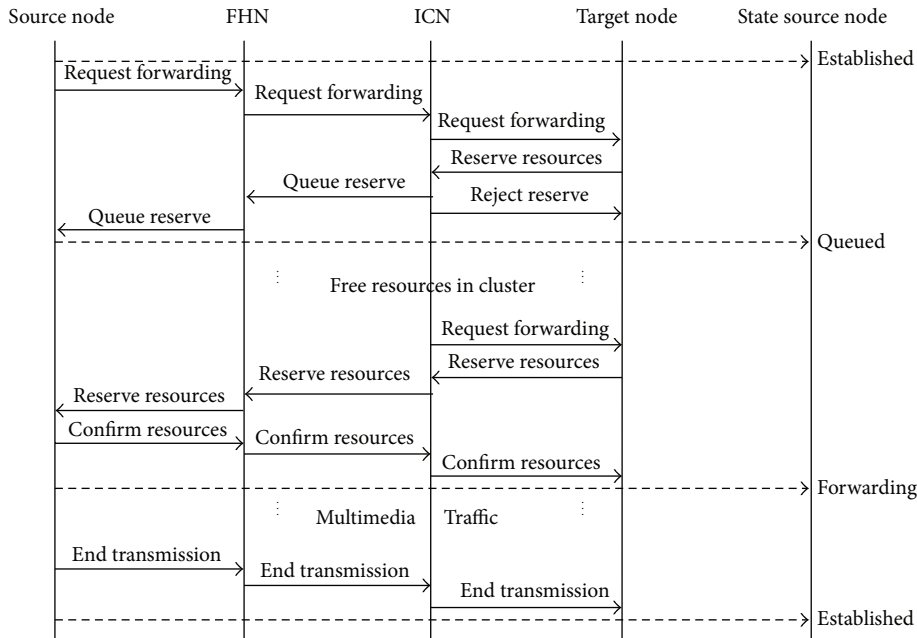 Source node FHN ICN Target node State source node
Established
Request forwarding
Request forwarding
Request forwarding
Reserve resources
Queue reserve
Reject reserve
Queue reserve
Queued
Free resources in cluster
Request forwarding
Reserve resources
Reserve resources
Reserve resources
Confirm resources
Confirm resources
Confirm resources
Forwarding
Multimedia Traffic
End transmission
End transmission
End transmission
Established